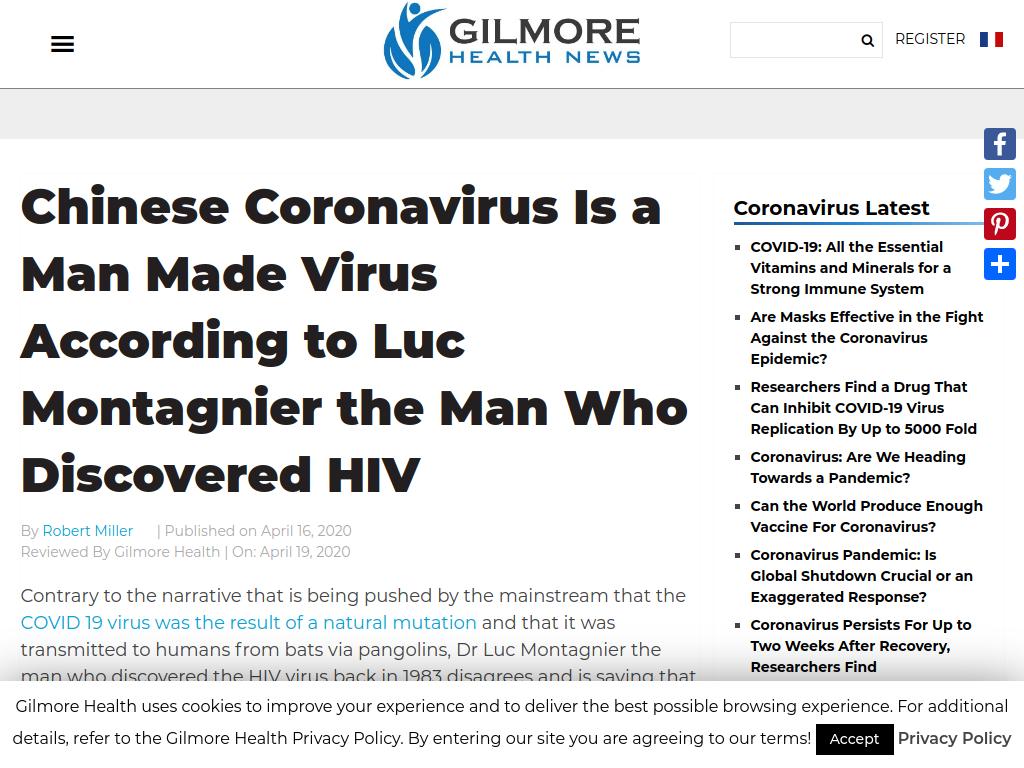 GILMORE
HEALTH NEWS
REGISTER
Chinese Coronavirus Is a
Man Made Virus
According to Luc
Montagnier the Man Who
Discovered HIV
By Robert Miller | Published on April 16, 2020
Reviewed By Gilmore Health | On: April 19, 2020
Contrary to the narrative that is being pushed by the mainstream that the
COVID 19 virus was the result of a natural mutation and that it was
transmitted to humans from bats via pangolins, Dr Luc Montagnier the
man who discovered the HIV virus back in 1983 disagrees and is saying that
Coronavirus Latest
COVID-19: All the Essential
Vitamins and Minerals for a
Strong Immune System
Are Masks Effective in the Fight
Against the Coronavirus
Epidemic?
Researchers Find a Drug That
Can Inhibit COVID-19 Virus
Replication By Up to 5000 Fold
Coronavirus: Are We Heading
Towards a Pandemic?
Can the World Produce Enough
Vaccine For Coronavirus?
Coronavirus Pandemic: Is
Global Shutdown Crucial or an
Exaggerated Response?
Coronavirus Persists For Up to
Two Weeks After Recovery,
Researchers Find
Gilmore Health uses cookies to improve your experience and to deliver the best possible browsing experience. For additional
details, refer to the Gilmore Health Privacy Policy. By entering our site you are agreeing to our terms! Accept Privacy Policy